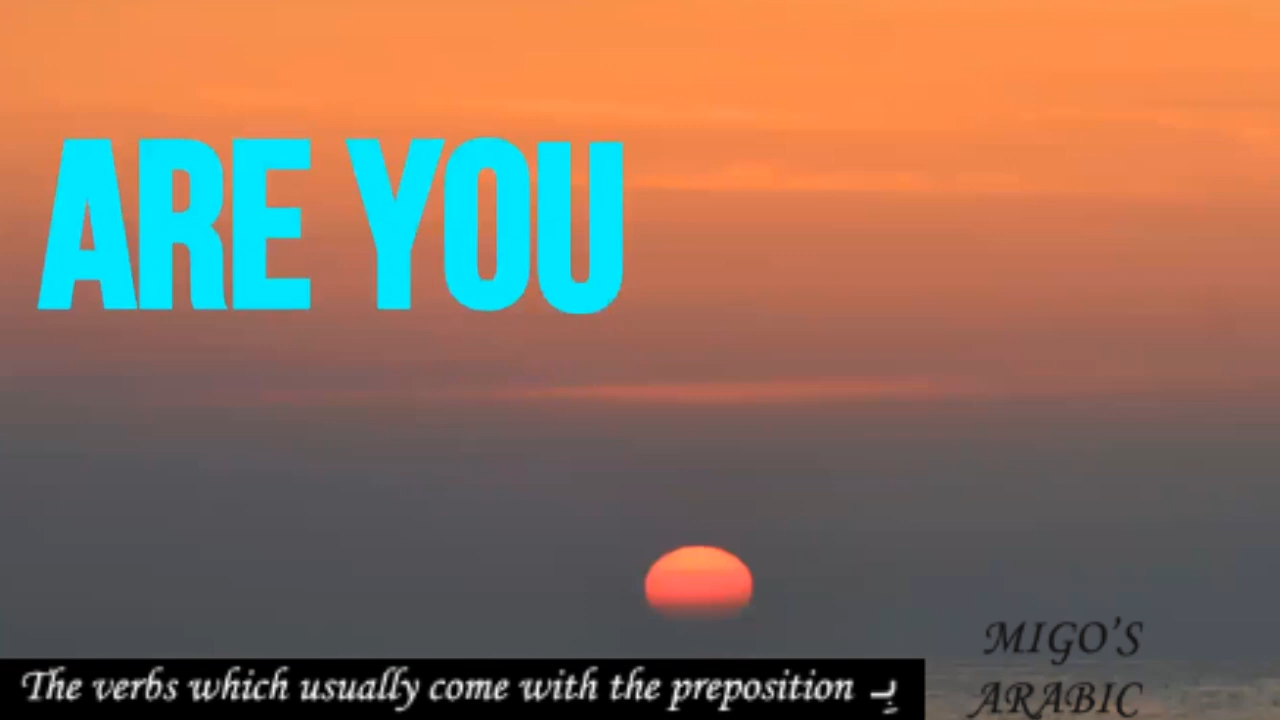 ARE YOU
The verbs which usually come with the preposition بِـ
MIGO'S
ARABIC